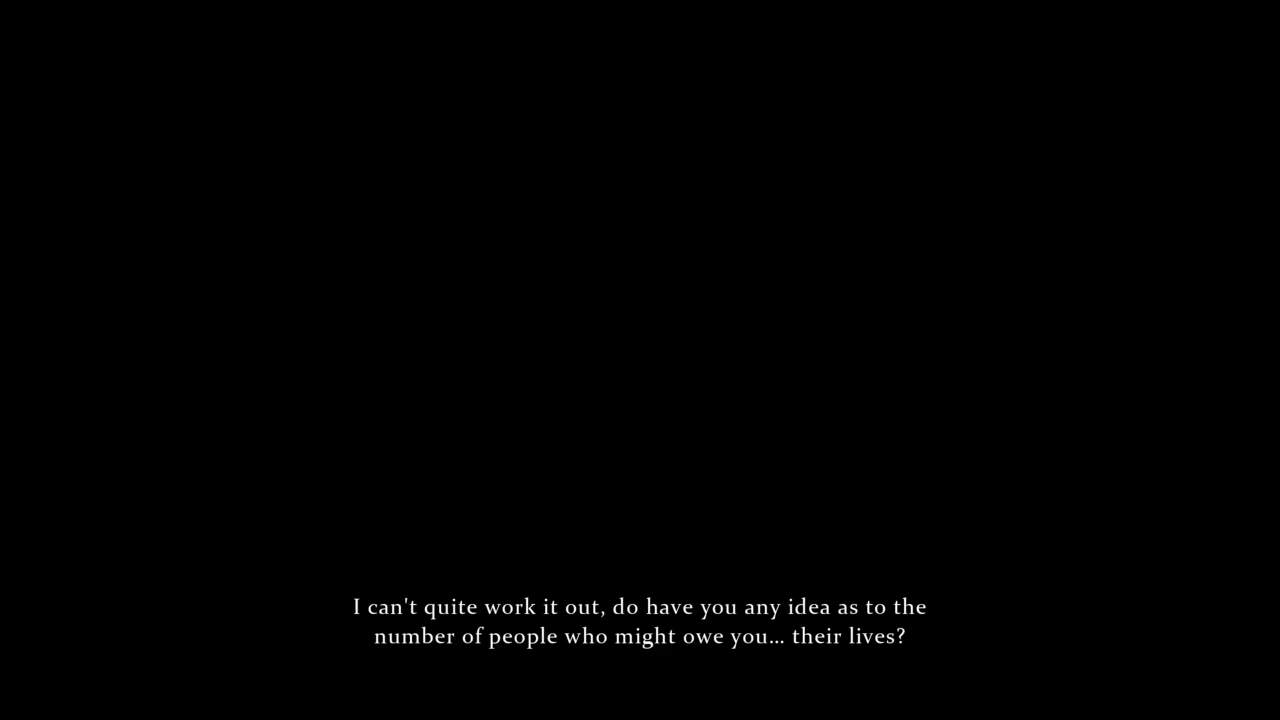 I can't quite work it out, do have you any idea as to the
number of people who might owe you... their lives?